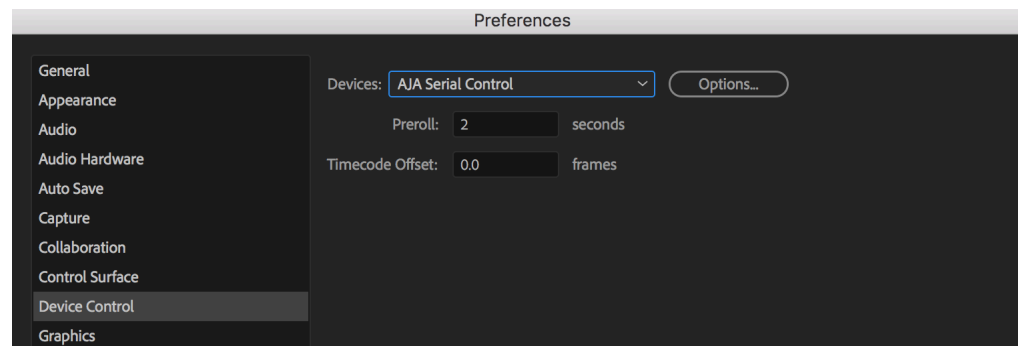 Preferences
General
Appearance
Audio
Audio Hardware
Auto Save
Capture
Collaboration
Control Surface
Device Control
Graphics
Devices: AJA Serial Control Options...
Preroll: 2 seconds
Timecode Offset: 0.0 frames